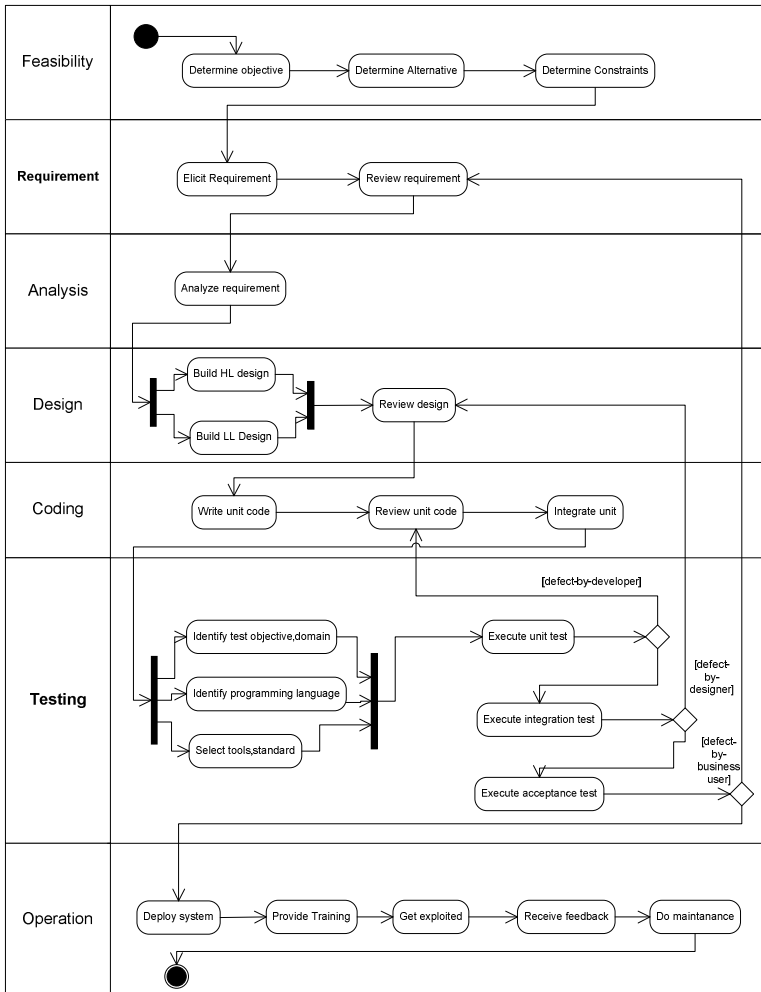 Feasibility
Determine objective
Determine Alternative
Determine Constraints
Requirement
Elicit Requirement
Review requirement
Analysis
Analyze requirement
Design
Build HL design
Build LL Design
Review design
Coding
Write unit code
Review unit code
Integrate unit
Testing
[defect-by-developer]
Identify test objective,domain
Execute unit test
Identify programming language
[defect-
by-
designer]
Execute integration test
Select tools,standard
[defect-
by-
business
user]
Execute acceptance test
Operation
Deploy system
Provide Training
Get exploited
Receive feedback
Do maintanance